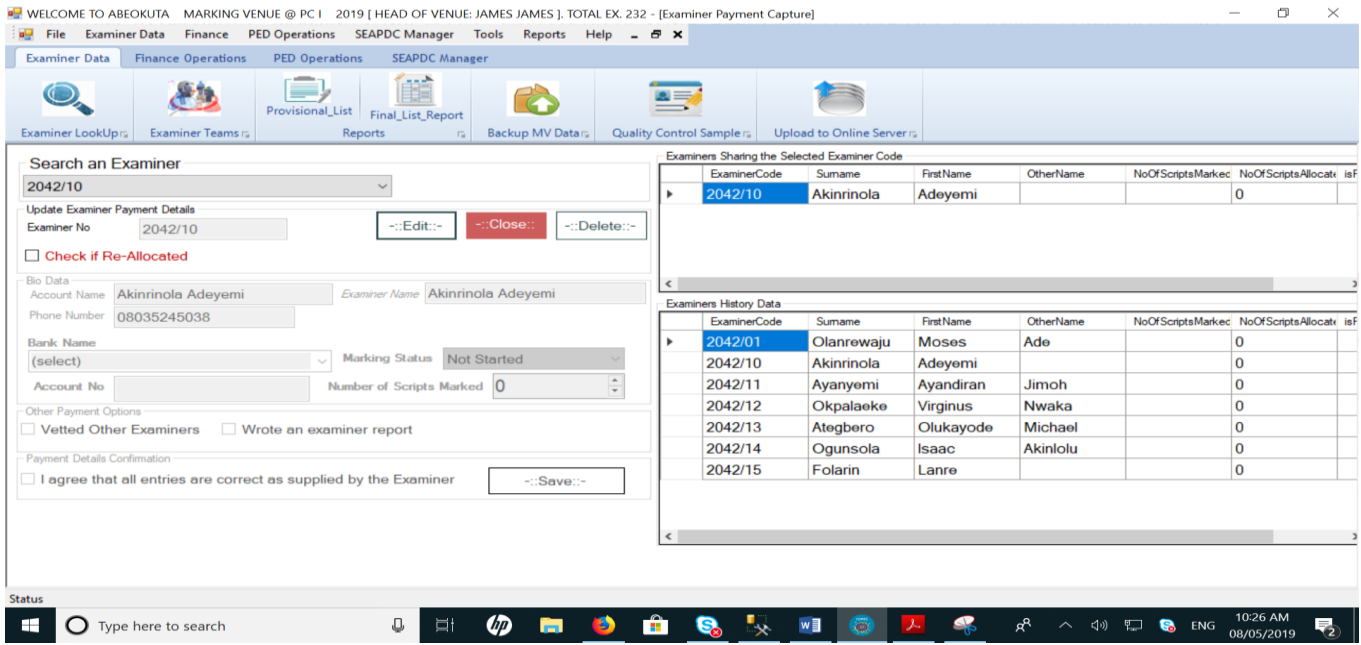 WELCOME TO ABEOKUTA MARKING VENUE @ PC I 2019 [ HEAD OF VENUE: JAMES JAMES ]. TOTAL EX. 232 - [Examiner Payment Capture]
File Examiner Data Finance PED Operations SEAPDC Manager Tools Reports Help
Examiner Data Finance Operations PED Operations SEAPDC Manager
Provisional_List Final_List_Report
Examiner LookUp Examiner Teams Reports Backup MV Data Quality Control Sample Upload to Online Server
Search an Examiner
2042/10
Update Examiner Payment Details
Examiner No 2042/10 -::Edit::- -::Close:: -::Delete::-
Check if Re-Allocated
Bio Data
Account Name Akinrinola Adeyemi Examiner Name Akinrinola Adeyemi
Phone Number 08035245038
Bank Name
(select) Marking Status Not Started
Account No Number of Scripts Marked 0
Other Payment Options
Vetted Other Examiners Wrote an examiner report
Payment Details Confirmation
I agree that all entries are correct as supplied by the Examiner -::Save::-
Examiners Sharing the Selected Examiner Code
ExaminerCode Surname FirstName OtherName NoOfScriptsMarked NoOfScriptsAllocate isF
2042/10 Akinrinola Adeyemi 0
Examiners History Data
ExaminerCode Surname FirstName OtherName NoOfScriptsMarked NoOfScriptsAllocate isF
2042/01 Olanrewaju Moses Ade 0
2042/10 Akinrinola Adeyemi 0
2042/11 Ayanyemi Ayandiran Jimoh 0
2042/12 Okpalaeke Virginus Nwaka 0
2042/13 Ategbero Olukayode Michael 0
2042/14 Ogunsola Isaac Akinlolu 0
2042/15 Folarin Lanre 0
Status
Type here to search hp ENG 10:26 AM
08/05/2019 2